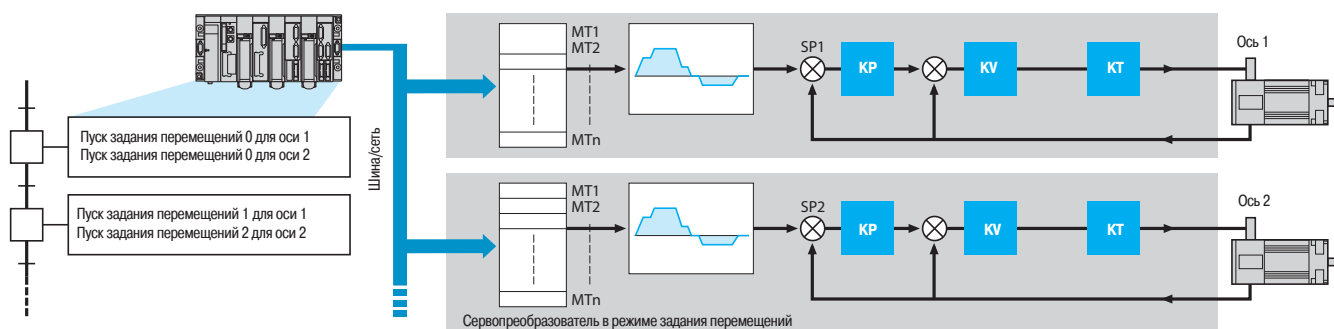 Пуск задания перемещений 0 для оси 1
Пуск задания перемещений 0 для оси 2
Пуск задания перемещений 1 для оси 1
Пуск задания перемещений 2 для оси 2
Шина/сеть
MT1
MT2
MTn
SP1
KP
KV
KT
Ось 1
MT1
MT2
MTn
SP2
KP
KV
KT
Ось 2
Сервопреобразователь в режиме задания перемещений